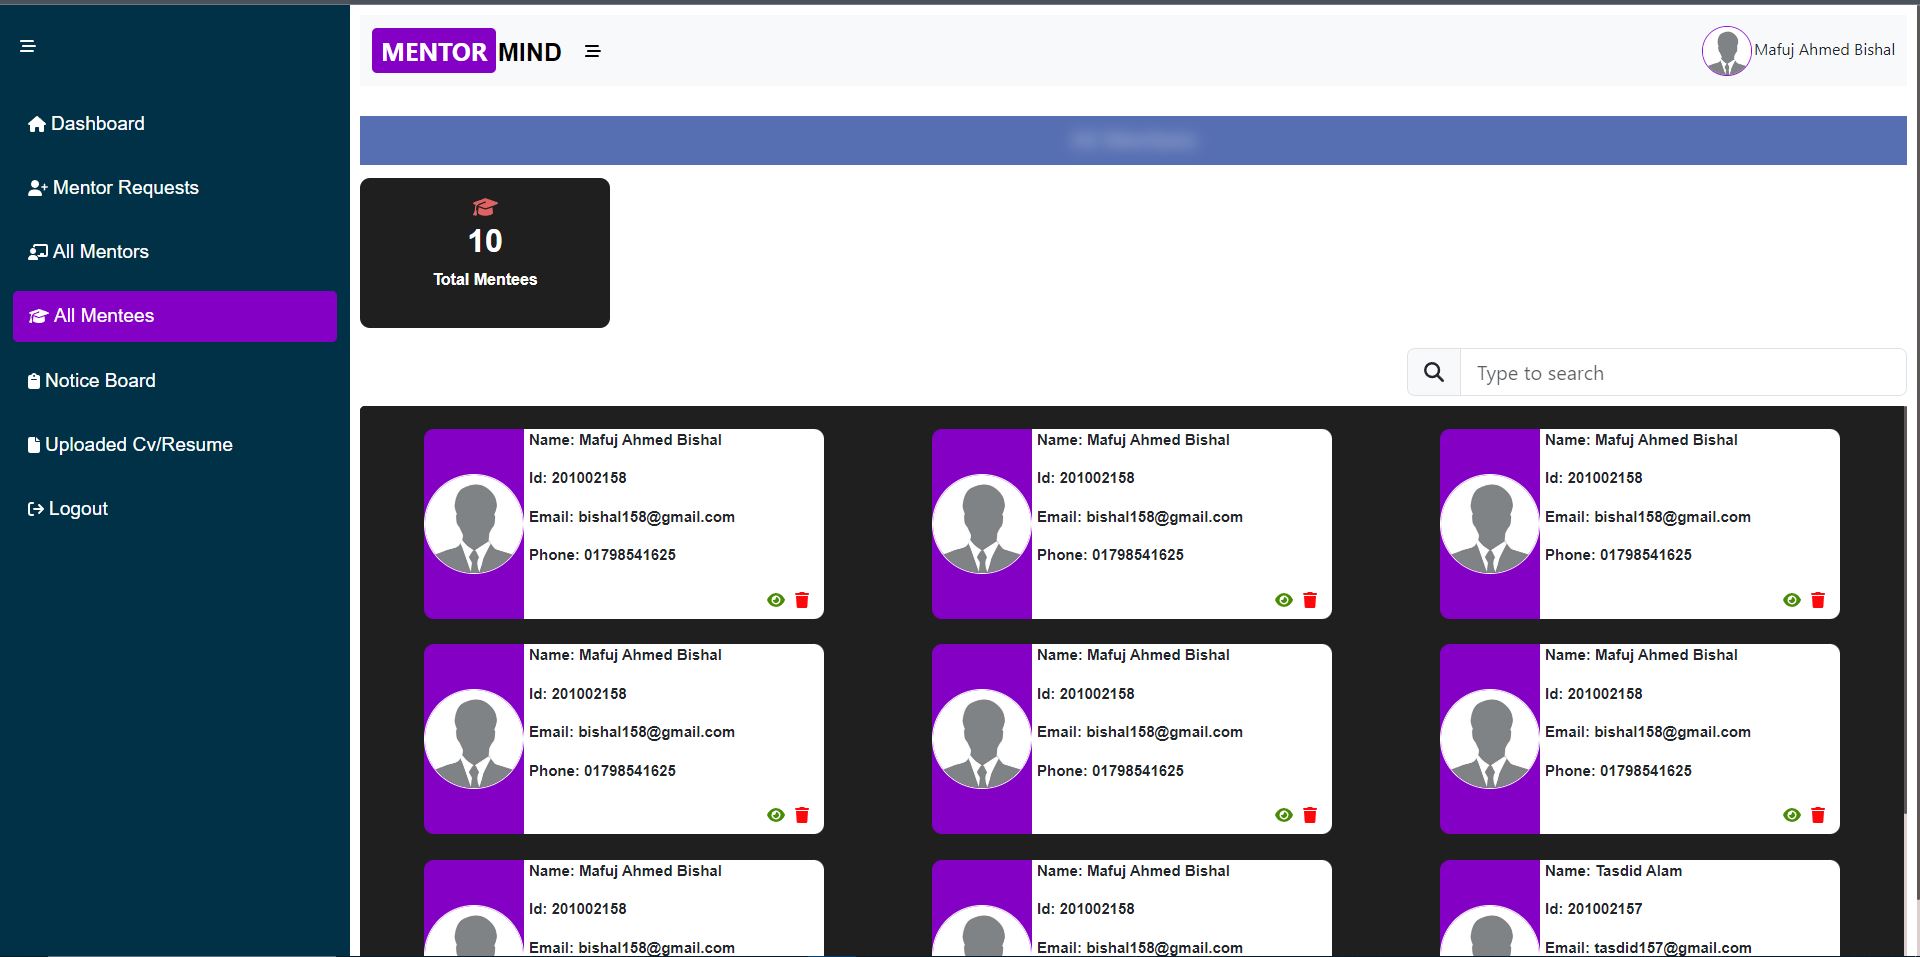 MENTOR MIND
Mafuj Ahmed Bishal
Dashboard
Mentor Requests
All Mentors
All Mentees
Notice Board
Uploaded Cv/Resume
Logout
10
Total Mentees
Type to search
Name: Mafuj Ahmed Bishal
Id: 201002158
Email: bishal158@gmail.com
Phone: 01798541625
Name: Mafuj Ahmed Bishal
Id: 201002158
Email: bishal158@gmail.com
Phone: 01798541625
Name: Mafuj Ahmed Bishal
Id: 201002158
Email: bishal158@gmail.com
Phone: 01798541625
Name: Mafuj Ahmed Bishal
Id: 201002158
Email: bishal158@gmail.com
Phone: 01798541625
Name: Mafuj Ahmed Bishal
Id: 201002158
Email: bishal158@gmail.com
Phone: 01798541625
Name: Mafuj Ahmed Bishal
Id: 201002158
Email: bishal158@gmail.com
Phone: 01798541625
Name: Mafuj Ahmed Bishal
Id: 201002158
Email: bishal158@gmail.com
Name: Mafuj Ahmed Bishal
Id: 201002158
Email: bishal158@gmail.com
Name: Tasdid Alam
Id: 201002157
Email: tasdid157@gmail.com